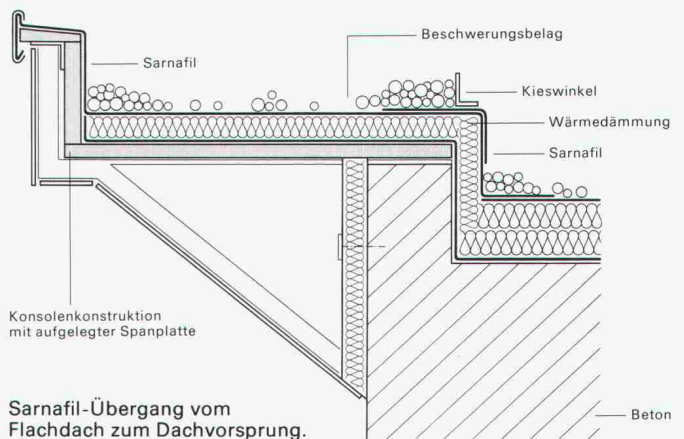 Beschwerungsbelag
Sarnafil
Kieswinkel
Wärmedämmung
Sarnafil
Konsolenkonstruktion
mit aufgelegter Spanplatte
Sarnafil-Übergang vom
Flachdach zum Dachvorsprung.
Beton